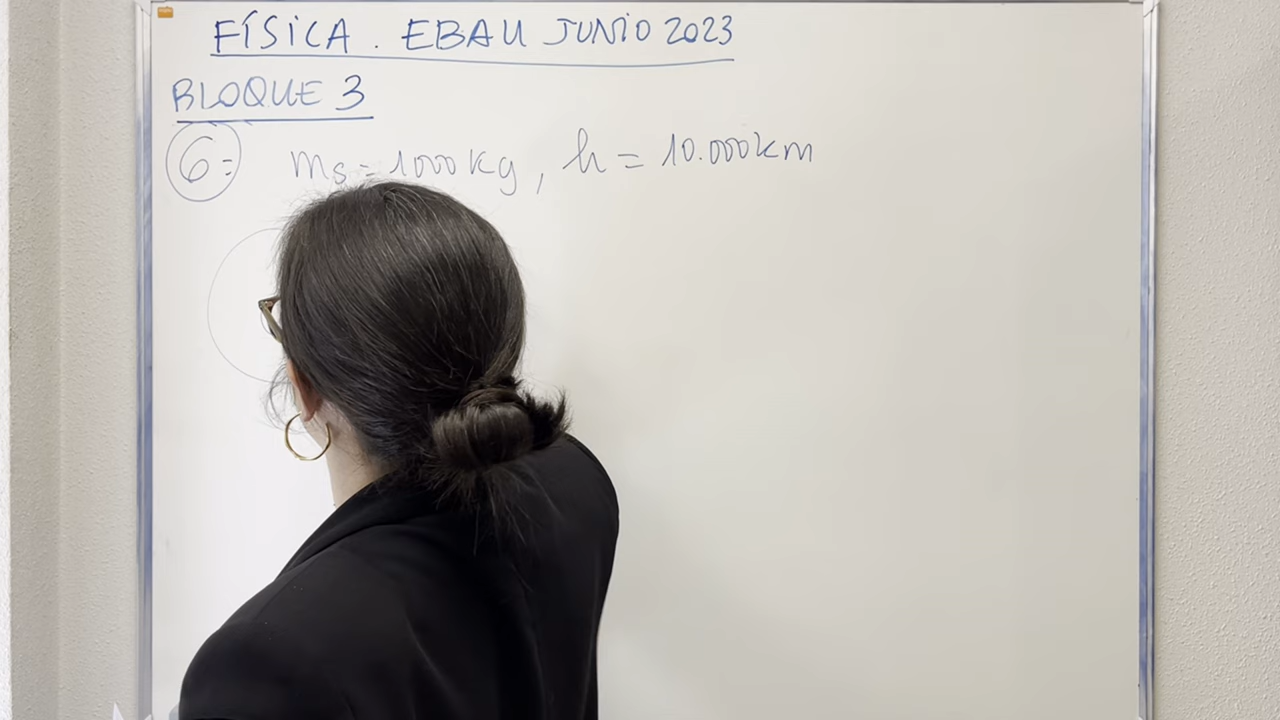 FÍSICA. EBAU JUNIO 2023
BLOQUE 3
6= ms = 1000 kg, h = 10.000 km